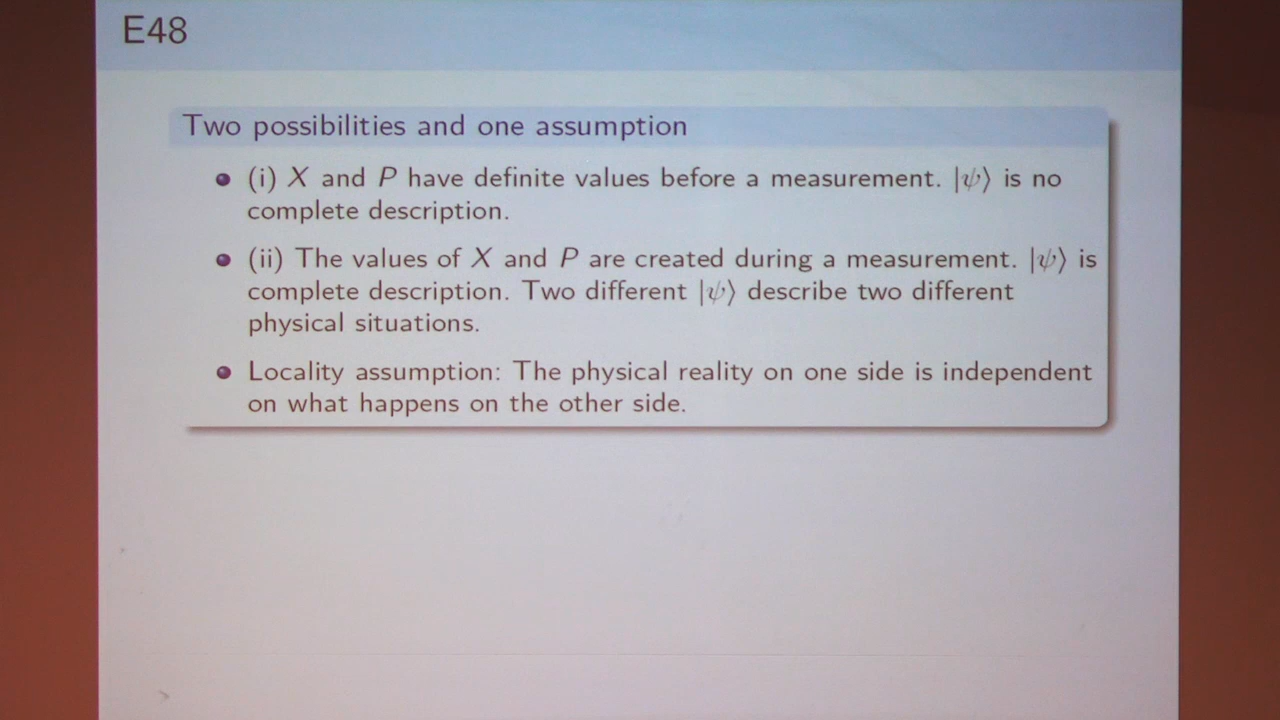 E48
Two possibilities and one assumption
(i) X and P have definite values before a measurement. |ψ⟩ is no
complete description.
(ii) The values of X and P are created during a measurement. |ψ⟩ is
complete description. Two different |ψ⟩ describe two different
physical situations.
Locality assumption: The physical reality on one side is independent
on what happens on the other side.